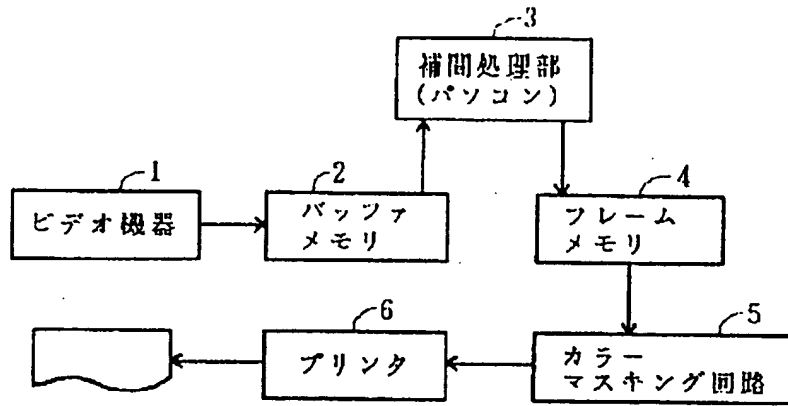 3
補間処理部
(パソコン)
1
ビデオ機器
2
バッツァ
メモリ
4
フレーム
メモリ
5
カラー
マスキング回路
6
プリンタ